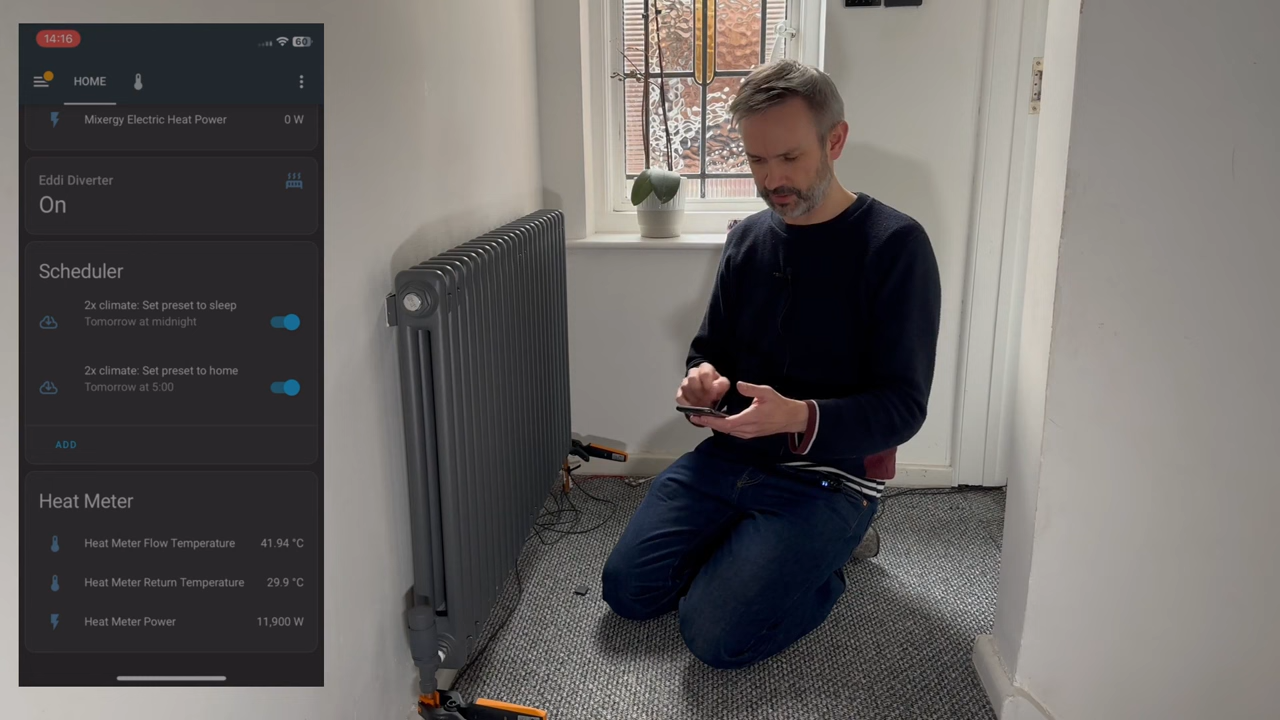 14:16
60
HOME
Mixergy Electric Heat Power 0 W
Eddi Diverter
On
Scheduler
2x climate: Set preset to sleep
Tomorrow at midnight
2x climate: Set preset to home
Tomorrow at 5:00
ADD
Heat Meter
Heat Meter Flow Temperature 41.94 °C
Heat Meter Return Temperature 29.9 °C
Heat Meter Power 11,900 W